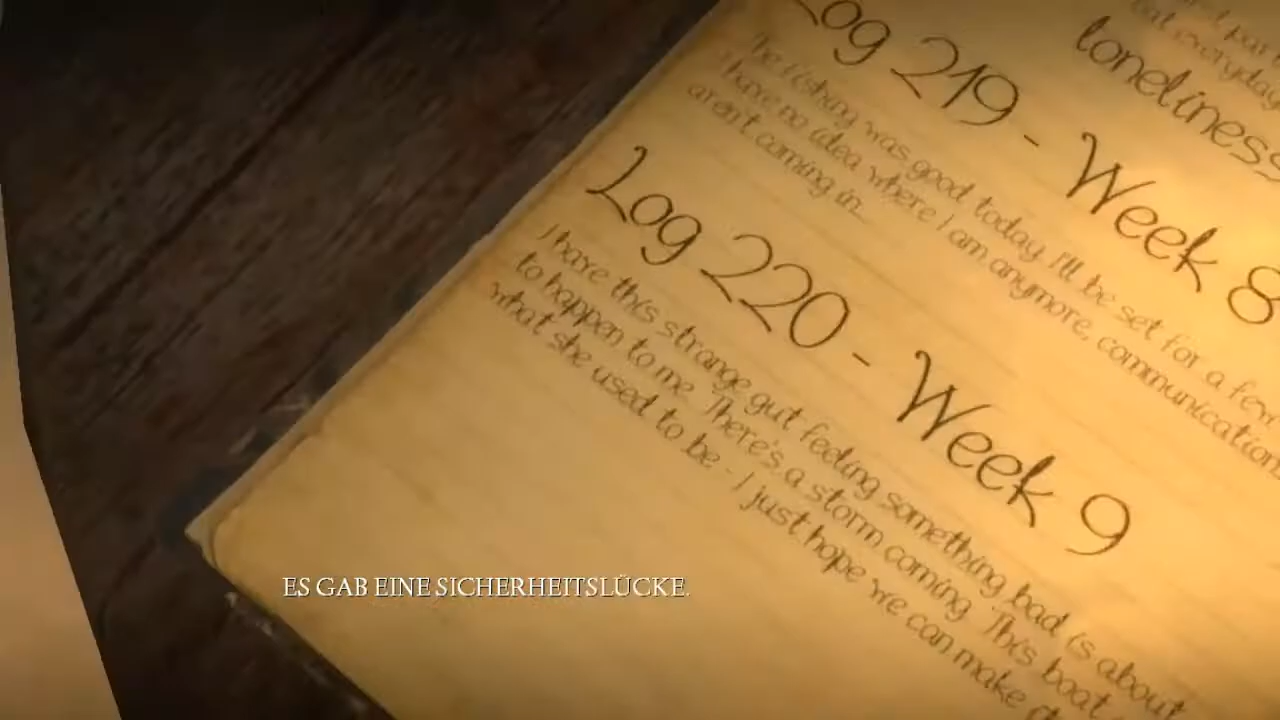 loneliness
Log 219 - Week 8
The fishing was good today. I'll be set for a few
I have no idea where I am anymore, communications
aren't coming in...
Log 220 - Week 9
I have this strange gut feeling something bad is about
to happen to me. There's a storm coming. This boat
what she used to be - I just hope we can make it
ES GAB EINE SICHERHEITSLÜCKE.